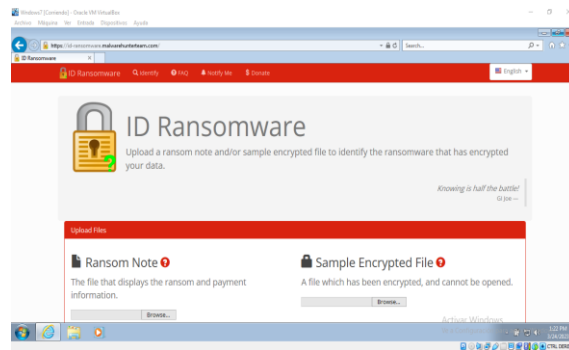 Windows7 [Corriendo] - Oracle VM VirtualBox
Archivo Máquina Ver Entrada Dispositivos Ayuda
https://id-ransomware.malwarehunterteam.com/
Search...
ID Ransomware
ID Ransomware Identify FAQ Notify Me Donate English
ID Ransomware
Upload a ransom note and/or sample encrypted file to identify the ransomware that has encrypted
your data.
Knowing is half the battle!
GI Joe —
Upload Files
Ransom Note
Sample Encrypted File
The file that displays the ransom and payment
information.
A file which has been encrypted, and cannot be opened.
Browse...
Browse...
Activar Windows